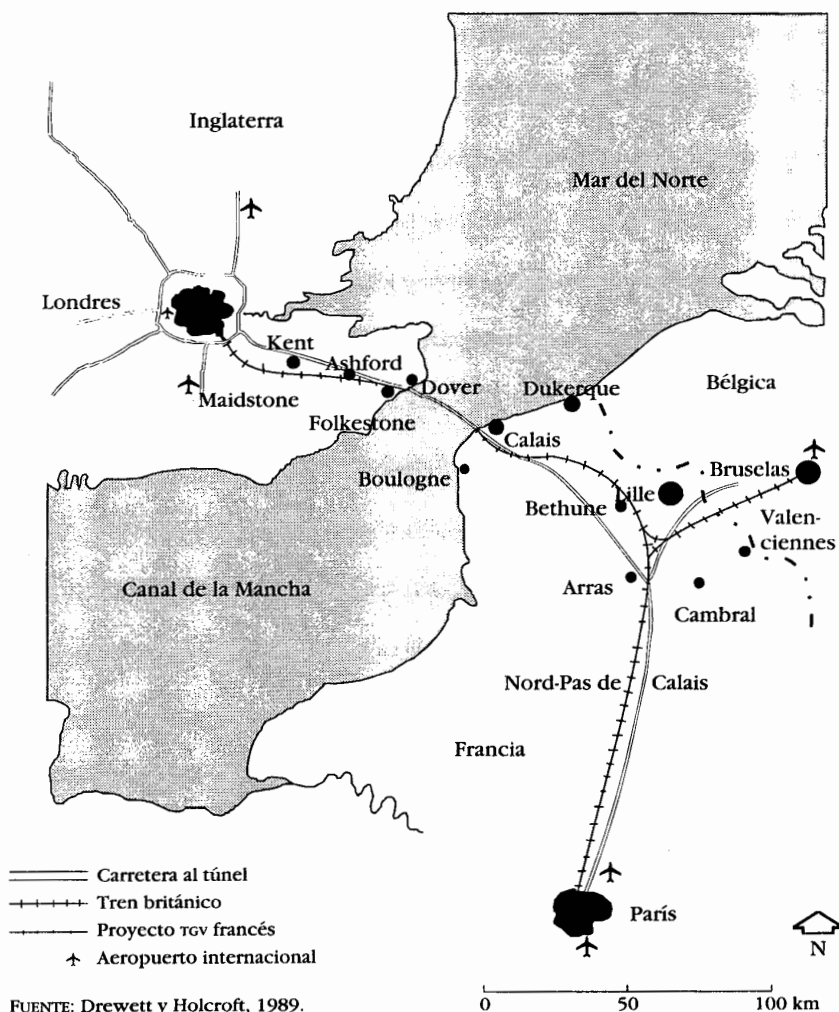 Inglaterra
Mar del Norte
Londres
Kent
Ashford
Dover
Maidstone
Folkestone
Dukerque
Bélgica
Calais
Boulogne
Bruselas
Lille
Bethune
Valen-
ciennes
Canal de la Mancha
Arras
Cambral
Nord-Pas de Calais
Francia
París
Carretera al túnel
Tren británico
Proyecto TGV francés
Aeropuerto internacional
N
FUENTE: Drewett y Holcroft, 1989.
0 50 100 km